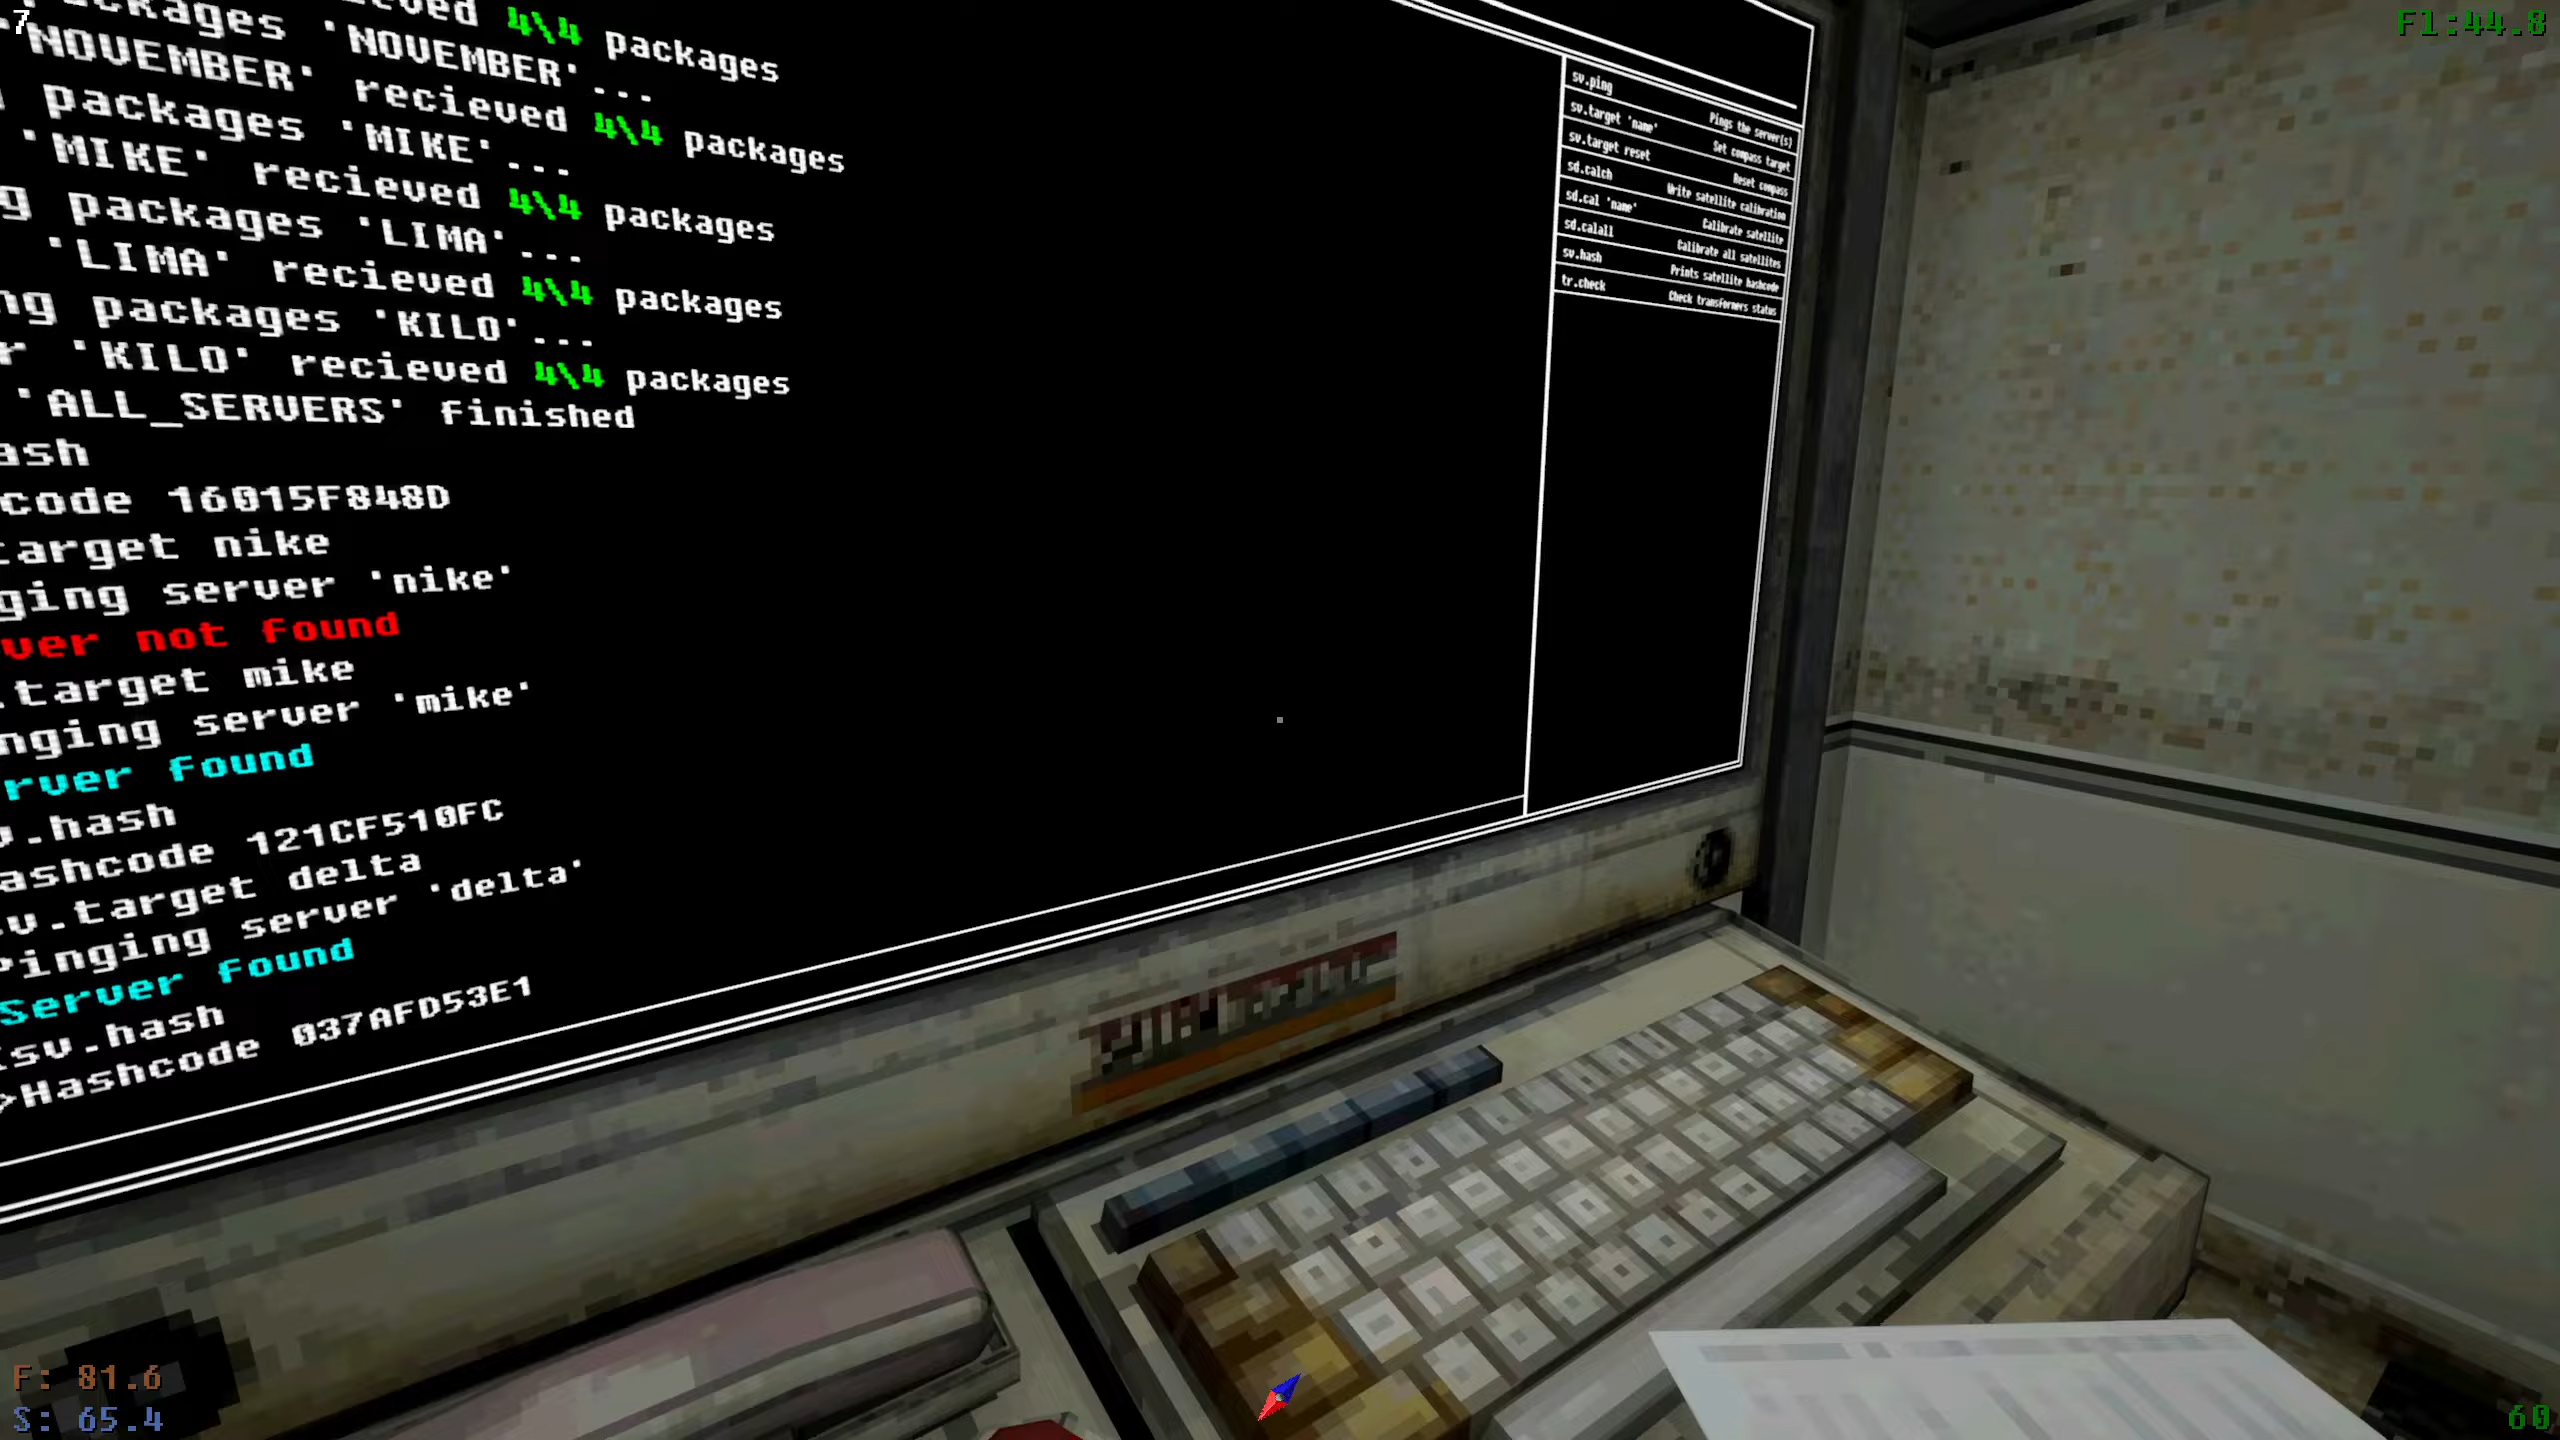 7
F1:44.8
4\4 packages
packages 'NOVEMBER'...
'NOVEMBER' recieved 4\4 packages
packages 'MIKE'...
'MIKE' recieved 4\4 packages
g packages 'LIMA'...
'LIMA' recieved 4\4 packages
ng packages 'KILO'...
r 'KILO' recieved 4\4 packages
'ALL_SERVERS' finished
ash
code 16015F848D
target nike
ging server 'nike'
ver not found
.target mike
nging server 'mike'
rver found
v.hash
ashcode 121CF510FC
sv.target delta
Pinging server 'delta'
Server found
sv.hash
>Hashcode 037AFD53E1
sv.ping Pings the server(s)
sv.target 'name' Set compass target
sv.target reset Reset compass
sd.calch Write satellite calibration
sd.cal 'name' Calibrate satellite
sd.calall Calibrate all satellites
sv.hash Prints satellite hashcode
tr.check Check transformers status
F: 81.6
S: 65.4
60